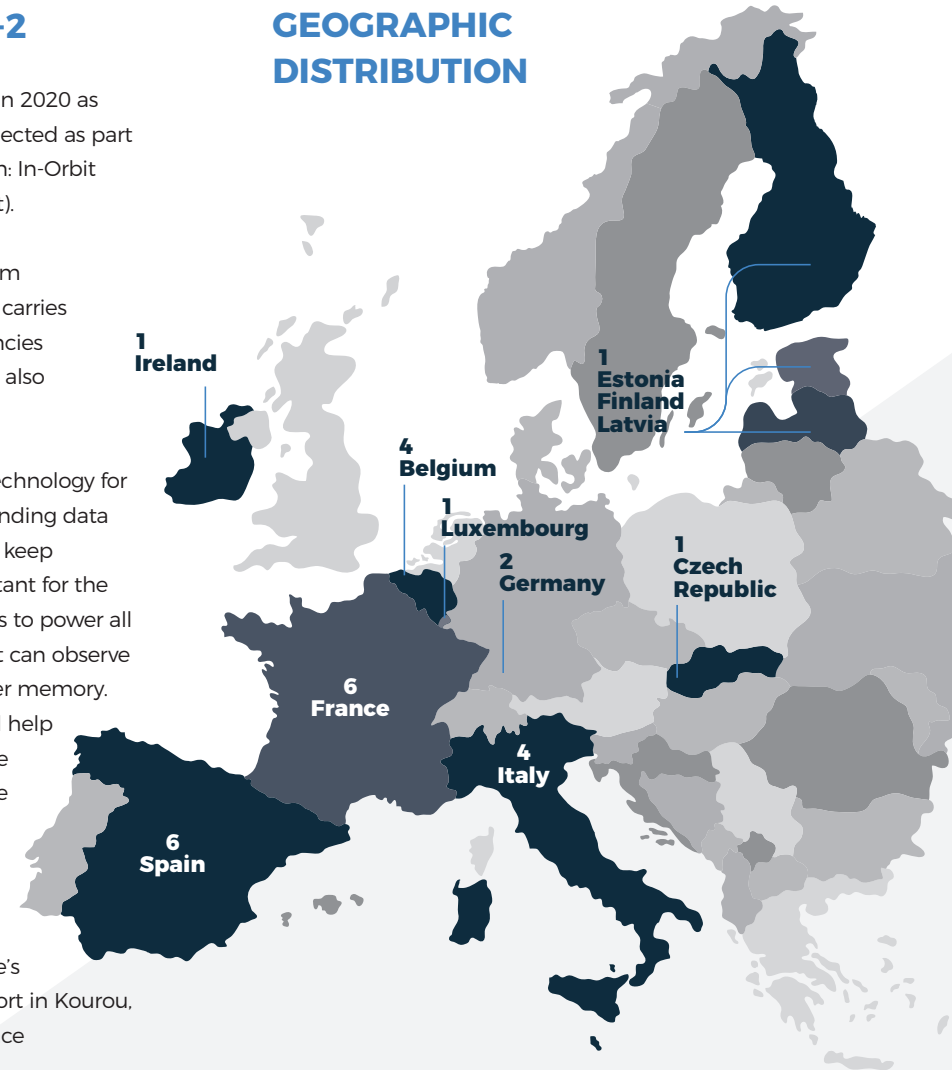 -2
n 2020 as
ected as part
n: In-Orbit
t).
m
carries
ncies
also
echnology for
nding data
keep
tant for the
s to power all
t can observe
er memory.
l help
e
e
e's
ort in Kourou,
ce
GEOGRAPHIC
DISTRIBUTION
1
Ireland
1
Estonia
Finland
Latvia
4
Belgium
1
Luxembourg
2
Germany
1
Czech
Republic
6
France
4
Italy
6
Spain